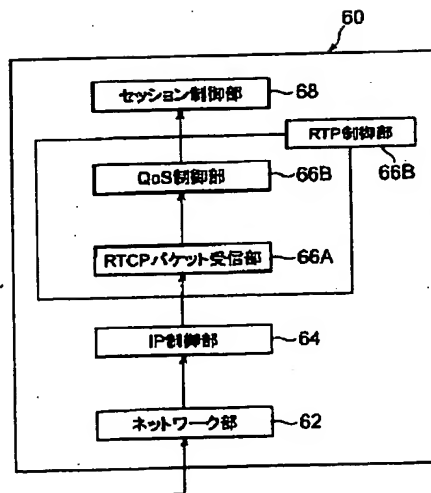 60
セッション制御部 68
RTP制御部
66B
QoS制御部 66B
RTCPパケット受信部 66A
IP制御部 64
ネットワーク部 62